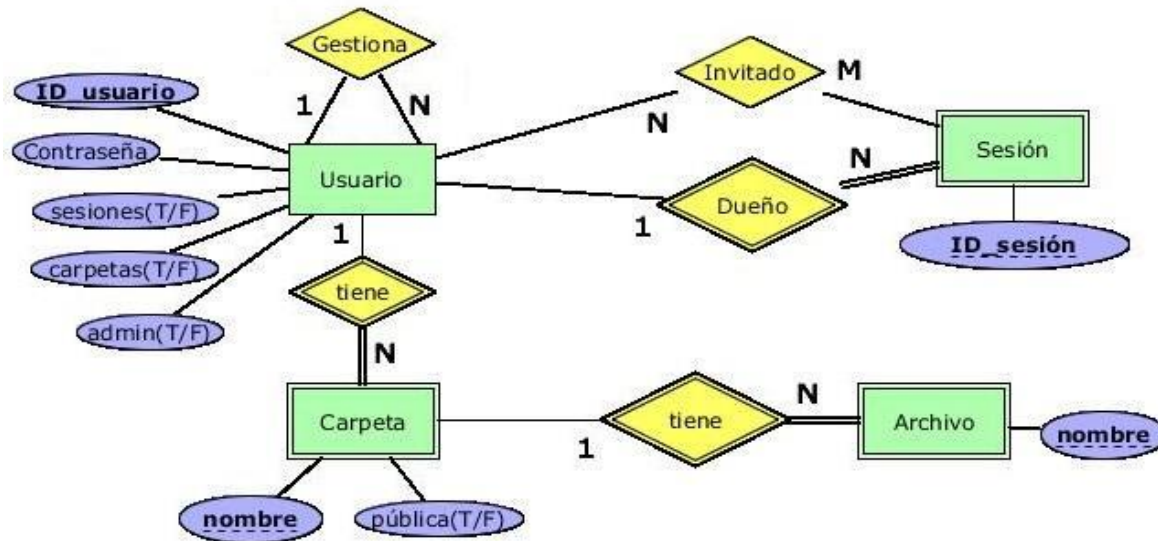 Gestiona
ID_usuario
1
N
Invitado
M
N
Contraseña
Usuario
Sesión
N
sesiones(T/F)
Dueño
1
1
ID_sesión
carpetas(T/F)
tiene
admin(T/F)
N
Carpeta
tiene
N
Archivo
1
nombre
nombre
pública(T/F)